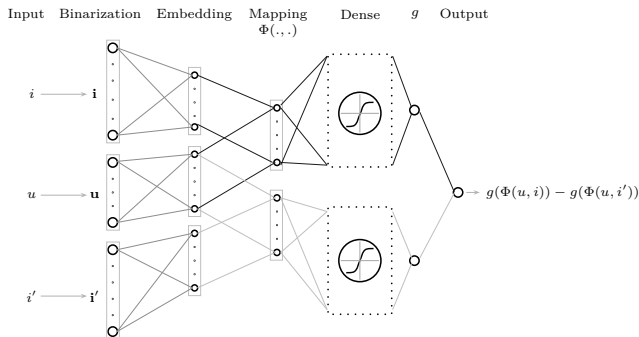 Input Binarization Embedding Mapping Dense g Output
Φ(., .)
i i
u u g(Φ(u, i)) − g(Φ(u, i′))
i′ i′